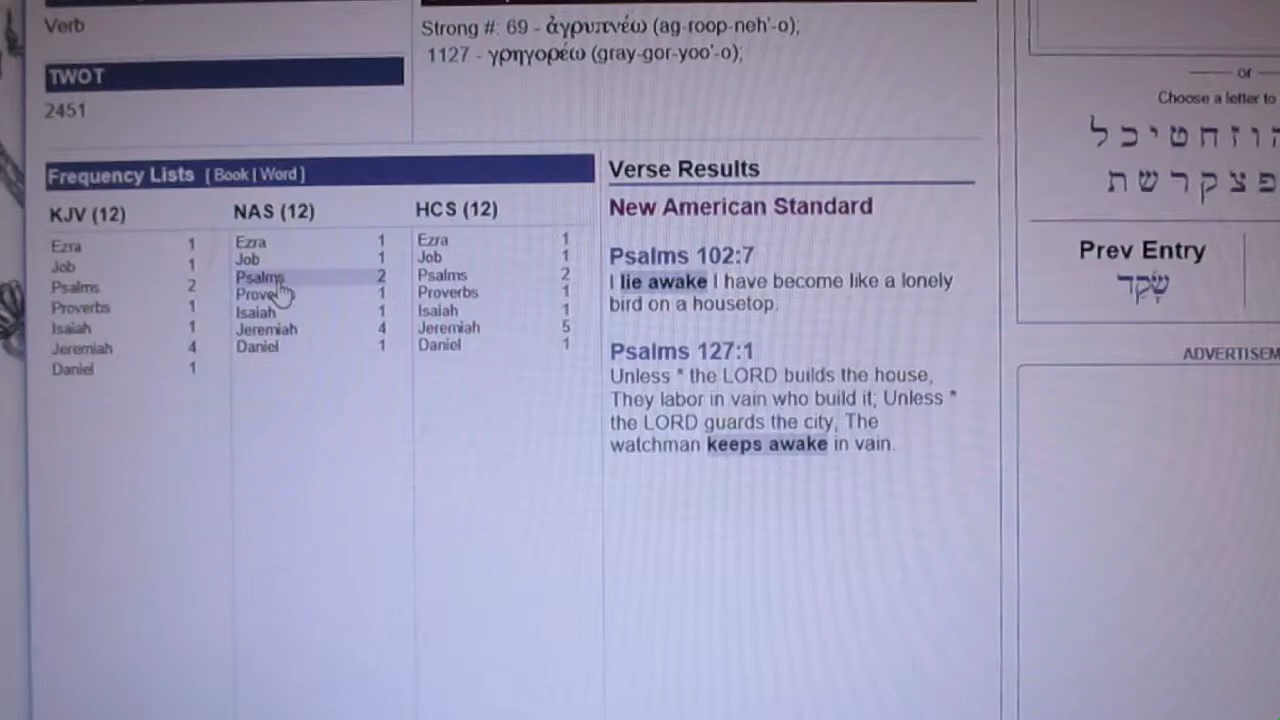 Verb
TWOT
2451
Strong #: 69 - ἀγρυπνέω (ag-roop-neh'-o);
1127 - γρηγορέω (gray-gor-yoo'-o);
Frequency Lists [ Book | Word ]
KJV (12)
Ezra 1
Job 1
Psalms 2
Proverbs 1
Isaiah 1
Jeremiah 4
Daniel 1
NAS (12)
Ezra 1
Job 1
Psalms 2
1
Isaiah 1
Jeremiah 4
Daniel 1
HCS (12)
Ezra 1
Job 1
Psalms 2
Proverbs 1
Isaiah 1
Jeremiah 5
Daniel 1
Verse Results
New American Standard
Psalms 102:7
I lie awake I have become like a lonely
bird on a housetop.
Psalms 127:1
Unless * the LORD builds the house,
They labor in vain who build it; Unless *
the LORD guards the city, The
watchman keeps awake in vain.
or
Choose a letter to
ו ז ח ט י כ ל
פ צ ק ר ש ת
Prev Entry
שָׁקֵד